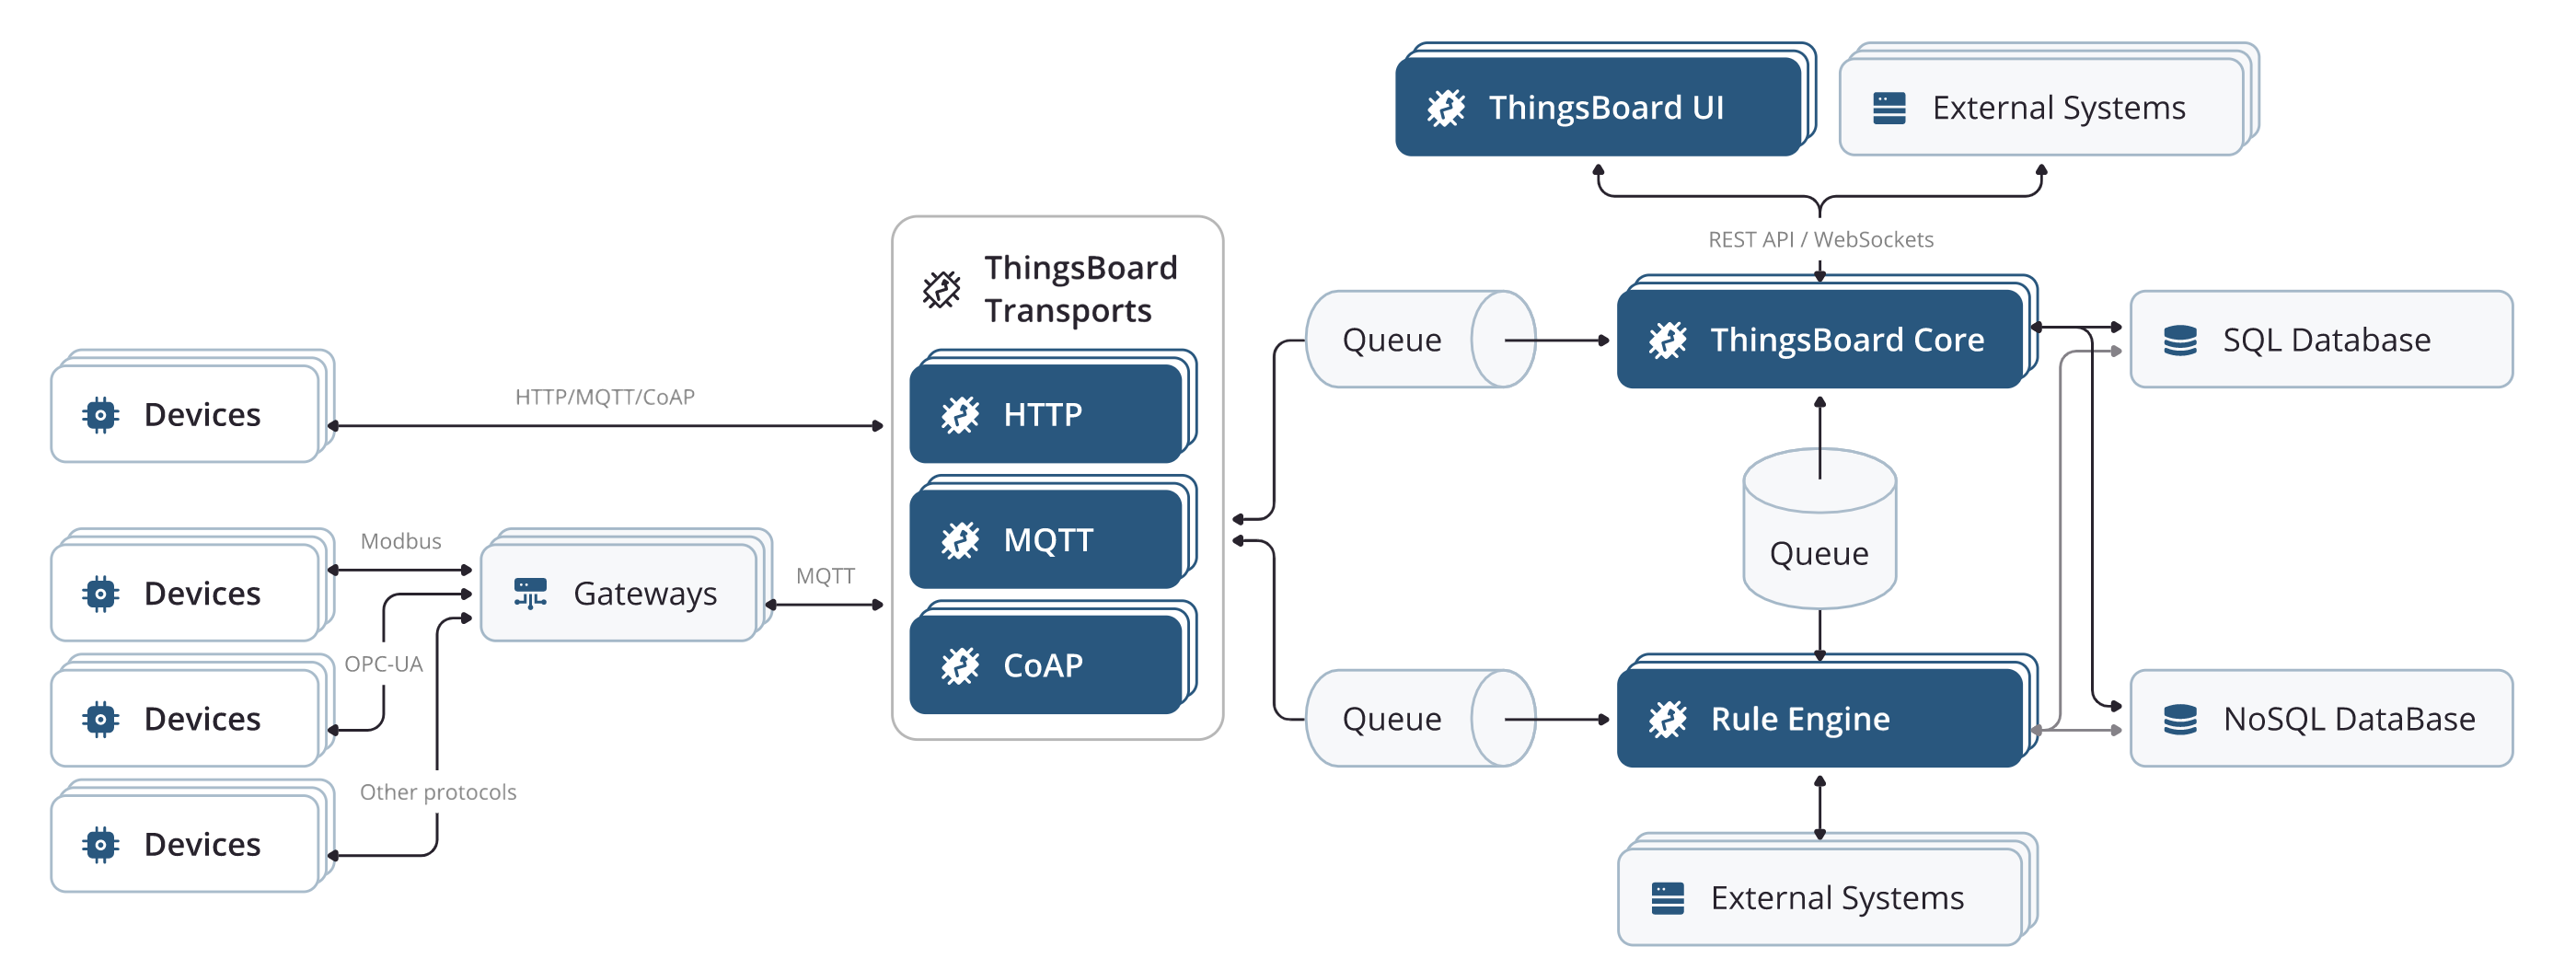 ThingsBoard UI
External Systems
REST API / WebSockets
ThingsBoard
Transports
Queue
ThingsBoard Core
SQL Database
Devices
HTTP/MQTT/CoAP
HTTP
Devices
Modbus
Gateways
MQTT
MQTT
Queue
OPC-UA
Devices
CoAP
Queue
Rule Engine
NoSQL DataBase
Other protocols
Devices
External Systems